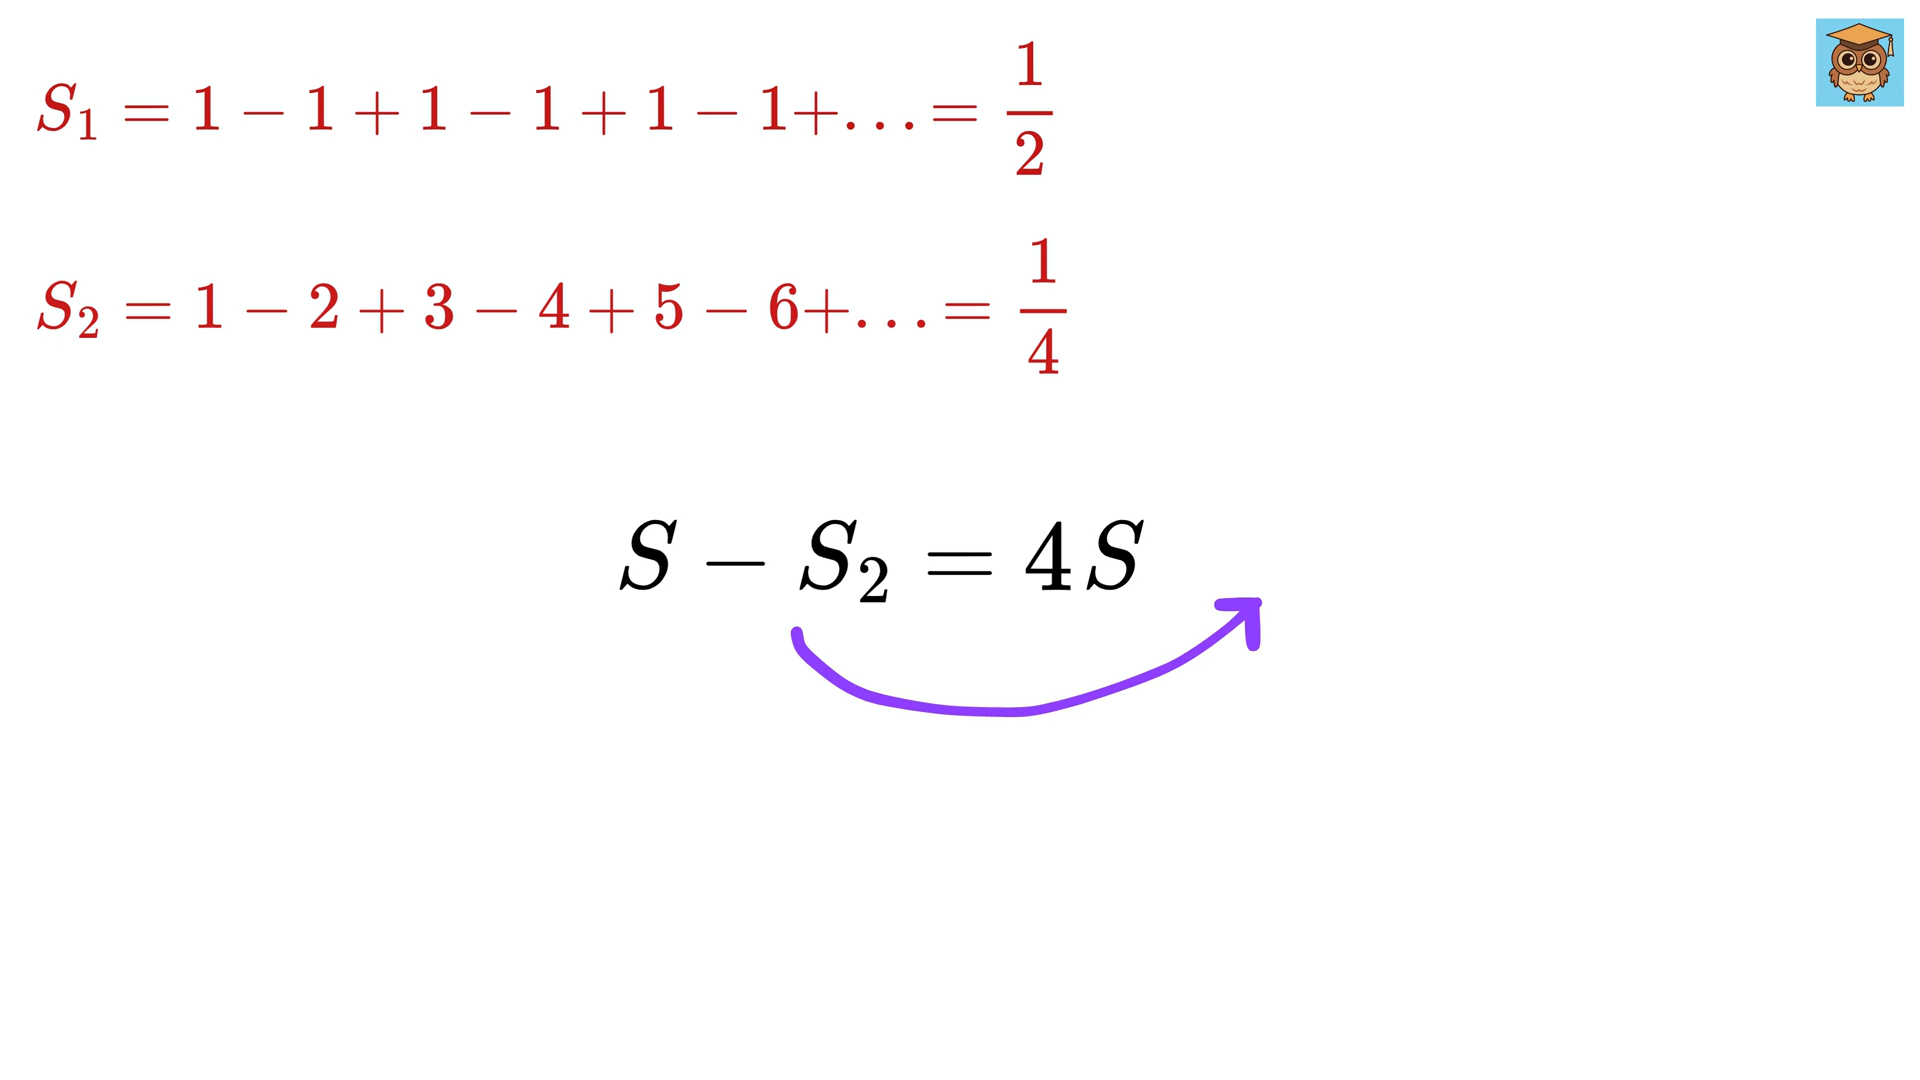 S₁ = 1 − 1 + 1 − 1 + 1 − 1+... = 1/2
S₂ = 1 − 2 + 3 − 4 + 5 − 6+... = 1/4
S − S₂ = 4S